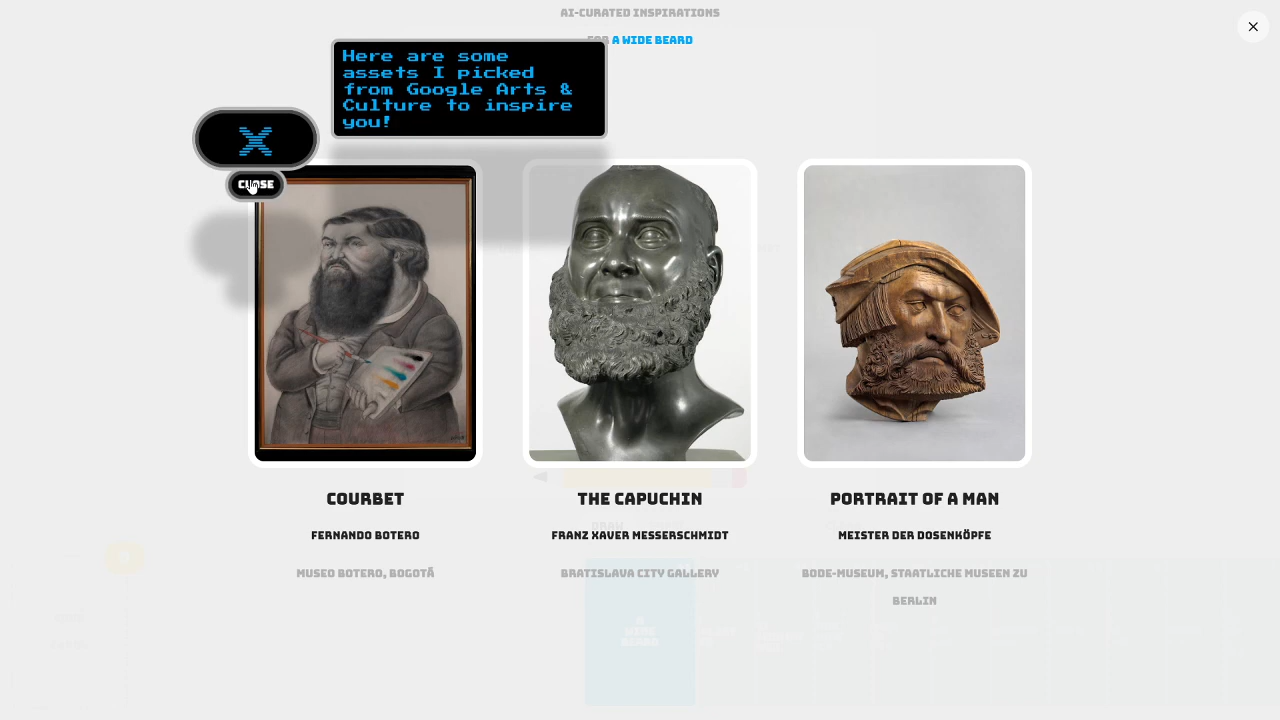 AI-CURATED INSPIRATIONS
FOR A WIDE BEARD
Here are some
assets I picked
from Google Arts &
Culture to inspire
you!
CLOSE
COURBET
THE CAPUCHIN
PORTRAIT OF A MAN
FERNANDO BOTERO
FRANZ XAVER MESSERSCHMIDT
MEISTER DER DOSENKÖPFE
MUSEO BOTERO, BOGOTÁ
BRATISLAVA CITY GALLERY
BODE-MUSEUM, STAATLICHE MUSEEN ZU
BERLIN
A
WIDE
BEARD